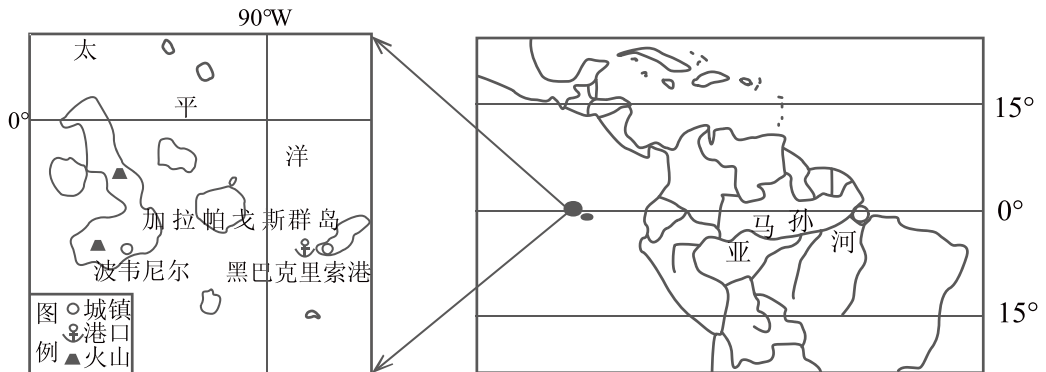 90°W
太
平
0°
洋
加拉帕戈斯群岛
波韦尼尔
黑巴克里索港
图例
城镇
港口
火山
15°
0°
马孙
亚
河
15°